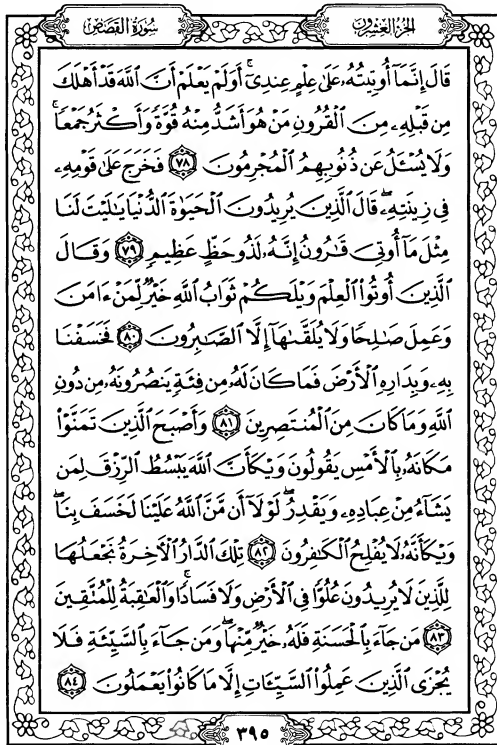 الجزء العشرون
سورة القصص
قَالَ إِنَّمَآ أُوتِيتُهُۥ عَلَىٰ عِلْمٍ عِندِىٓ ۚ أَوَلَمْ يَعْلَمْ أَنَّ ٱللَّهَ قَدْ أَهْلَكَ
مِن قَبْلِهِۦ مِنَ ٱلْقُرُونِ مَنْ هُوَ أَشَدُّ مِنْهُ قُوَّةً وَأَكْثَرُ جَمْعًا ۚ
وَلَا يُسْـَٔلُ عَن ذُنُوبِهِمُ ٱلْمُجْرِمُونَ ٧٨ فَخَرَجَ عَلَىٰ قَوْمِهِۦ
فِى زِينَتِهِۦ ۖ قَالَ ٱلَّذِينَ يُرِيدُونَ ٱلْحَيَوٰةَ ٱلدُّنْيَا يَـٰلَيْتَ لَنَا
مِثْلَ مَآ أُوتِىَ قَـٰرُونُ إِنَّهُۥ لَذُو حَظٍّ عَظِيمٍ ٧٩ وَقَالَ
ٱلَّذِينَ أُوتُوا۟ ٱلْعِلْمَ وَيْلَكُمْ ثَوَابُ ٱللَّهِ خَيْرٌ لِّمَنْ ءَامَنَ
وَعَمِلَ صَـٰلِحًا وَلَا يُلَقَّىٰهَآ إِلَّا ٱلصَّـٰبِرُونَ ٨٠ فَخَسَفْنَا
بِهِۦ وَبِدَارِهِ ٱلْأَرْضَ فَمَا كَانَ لَهُۥ مِن فِئَةٍ يَنصُرُونَهُۥ مِن دُونِ
ٱللَّهِ وَمَا كَانَ مِنَ ٱلْمُنتَصِرِينَ ٨١ وَأَصْبَحَ ٱلَّذِينَ تَمَنَّوْا۟
مَكَانَهُۥ بِٱلْأَمْسِ يَقُولُونَ وَيْكَأَنَّ ٱللَّهَ يَبْسُطُ ٱلرِّزْقَ لِمَن
يَشَآءُ مِنْ عِبَادِهِۦ وَيَقْدِرُ ۖ لَوْلَآ أَن مَّنَّ ٱللَّهُ عَلَيْنَا لَخَسَفَ بِنَا ۖ
وَيْكَأَنَّهُۥ لَا يُفْلِحُ ٱلْكَـٰفِرُونَ ٨٢ تِلْكَ ٱلدَّارُ ٱلْـَٔاخِرَةُ نَجْعَلُهَا
لِلَّذِينَ لَا يُرِيدُونَ عُلُوًّا فِى ٱلْأَرْضِ وَلَا فَسَادًا ۚ وَٱلْعَـٰقِبَةُ لِلْمُتَّقِينَ
٨٣ مَن جَآءَ بِٱلْحَسَنَةِ فَلَهُۥ خَيْرٌ مِّنْهَا ۖ وَمَن جَآءَ بِٱلسَّيِّئَةِ فَلَا
يُجْزَى ٱلَّذِينَ عَمِلُوا۟ ٱلسَّيِّـَٔاتِ إِلَّا مَا كَانُوا۟ يَعْمَلُونَ ٨٤
٣٩٥